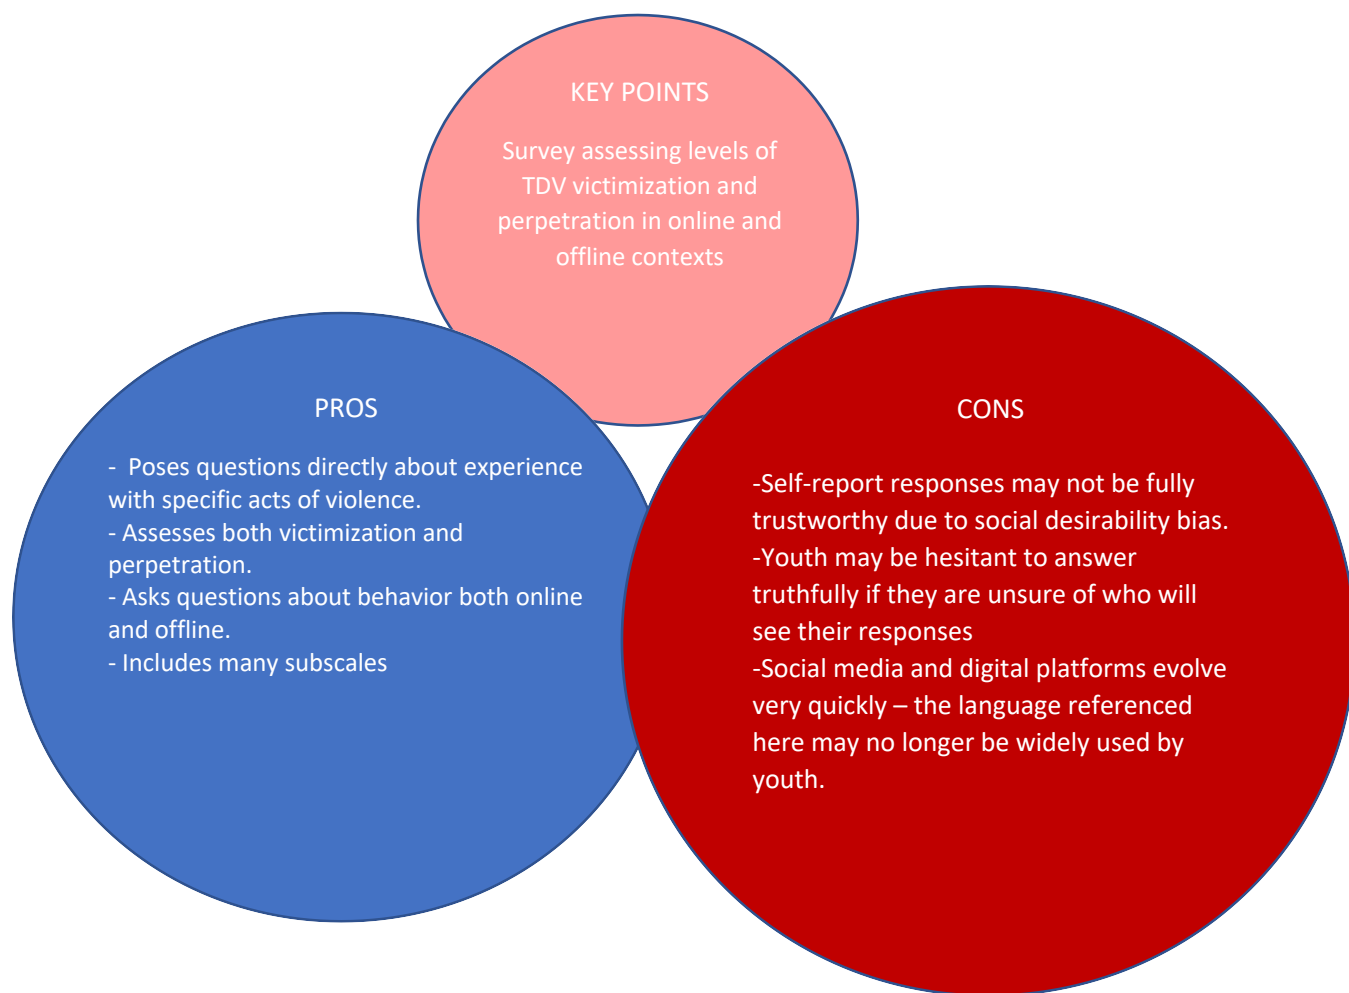 KEY POINTS
Survey assessing levels of
TDV victimization and
perpetration in online and
offline contexts
PROS
- Poses questions directly about experience
with specific acts of violence.
- Assesses both victimization and
perpetration.
- Asks questions about behavior both online
and offline.
- Includes many subscales
CONS
-Self-report responses may not be fully
trustworthy due to social desirability bias.
-Youth may be hesitant to answer
truthfully if they are unsure of who will
see their responses
-Social media and digital platforms evolve
very quickly – the language referenced
here may no longer be widely used by
youth.